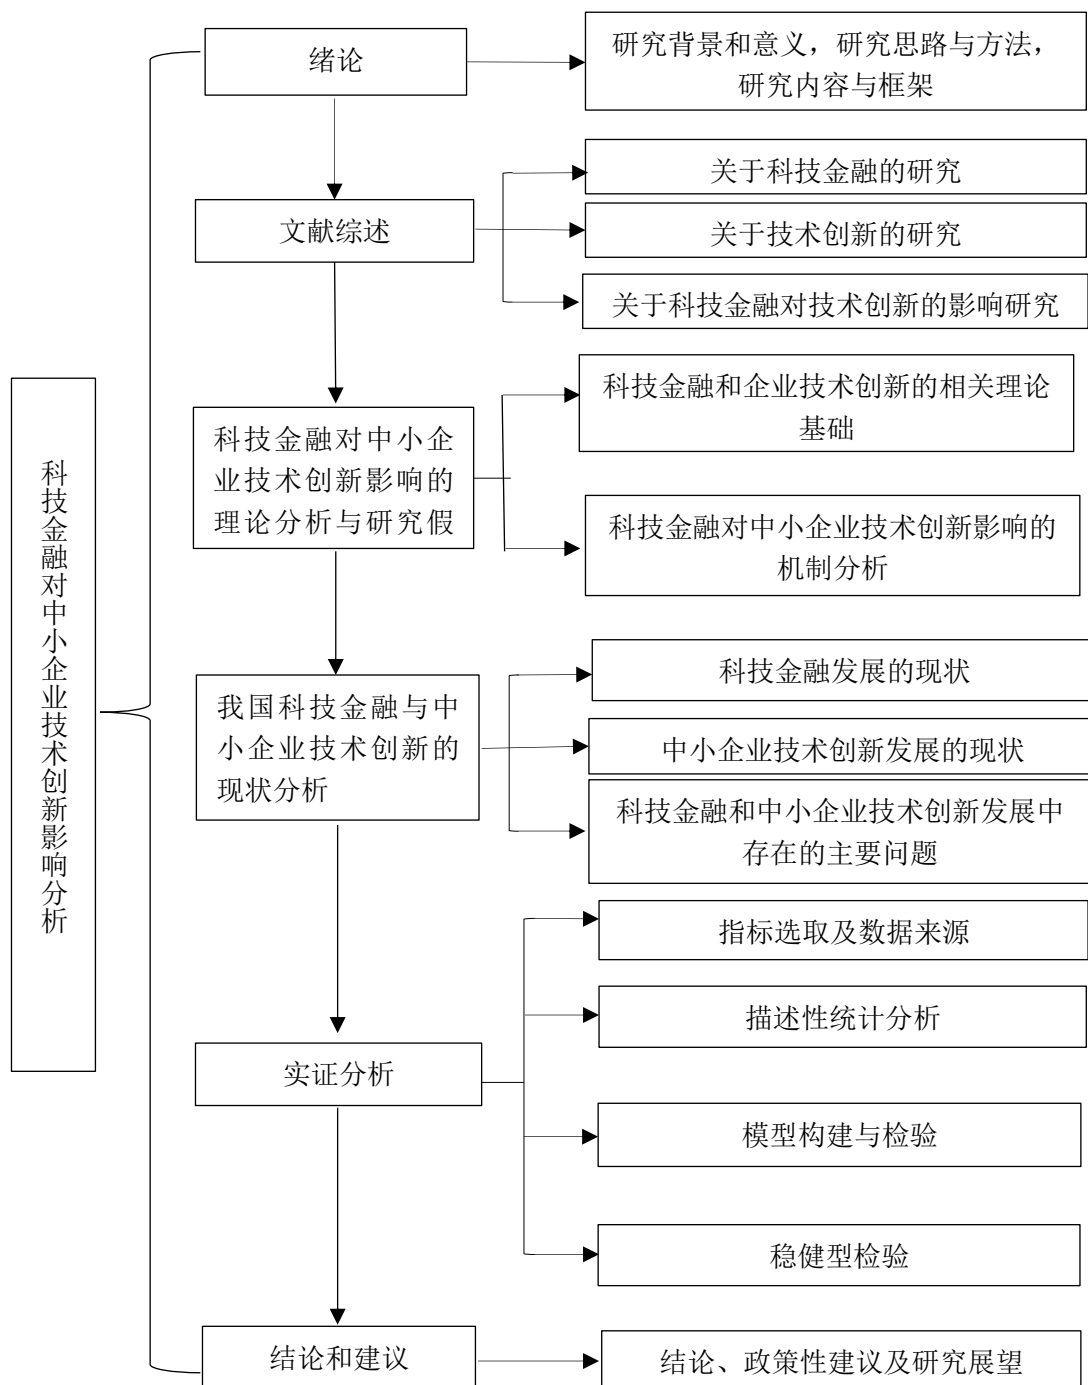 科技金融对中小企业技术创新影响分析
绪论
研究背景和意义，研究思路与方法，
研究内容与框架
文献综述
关于科技金融的研究
关于技术创新的研究
关于科技金融对技术创新的影响研究
科技金融对中小企
业技术创新影响的
理论分析与研究假
科技金融和企业技术创新的相关理论
基础
科技金融对中小企业技术创新影响的
机制分析
我国科技金融与中
小企业技术创新的
现状分析
科技金融发展的现状
中小企业技术创新发展的现状
科技金融和中小企业技术创新发展中
存在的主要问题
实证分析
指标选取及数据来源
描述性统计分析
模型构建与检验
稳健型检验
结论和建议
结论、政策性建议及研究展望